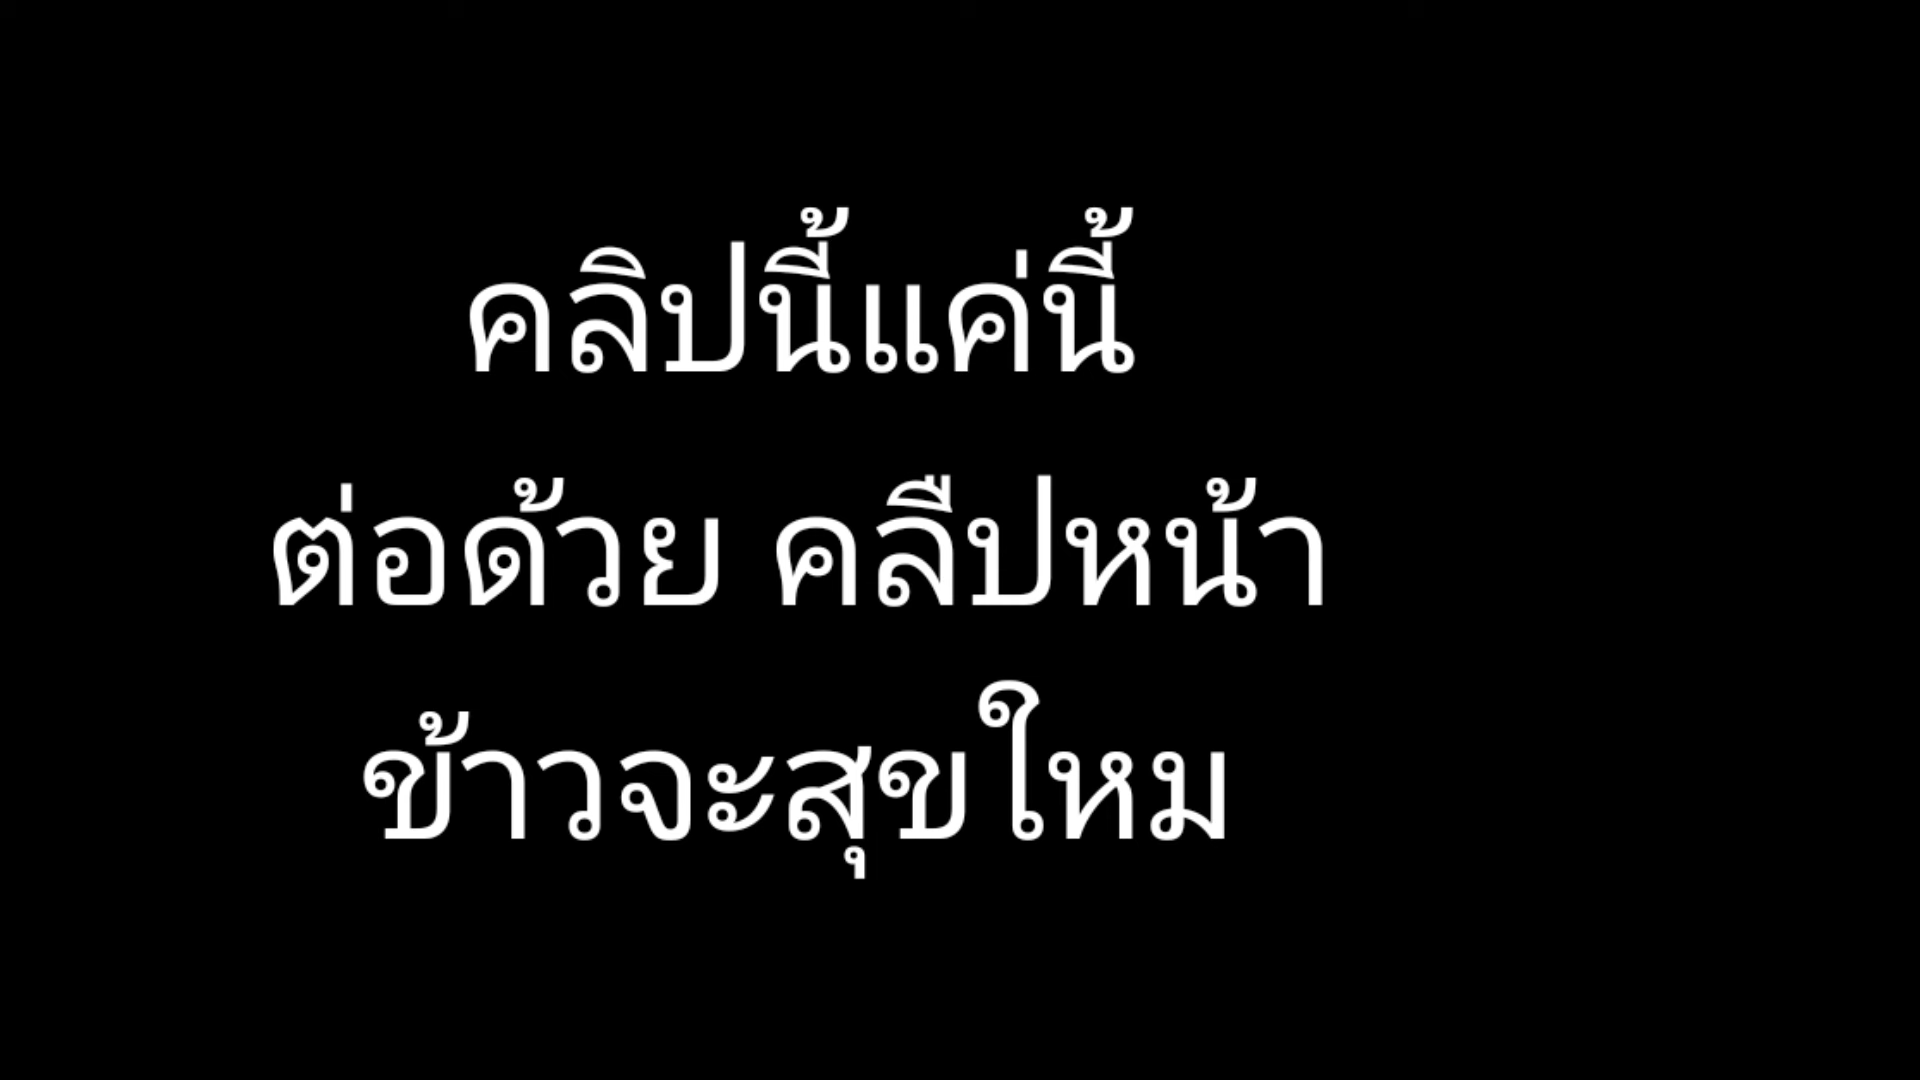 คลิปนี้แค่นี้
ต่อด้วย คลืปหน้า
ข้าวจะสุขใหม